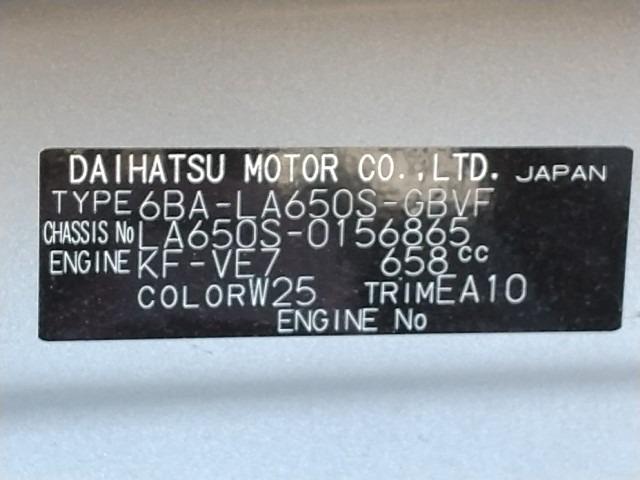 DAIHATSU MOTOR CO.,LTD. JAPAN
TYPE 6BA-LA650S-GBVF
CHASSIS No LA650S-0156865
ENGINE KF-VE7 658 cc
COLOR W25 TRIM EA10
ENGINE No